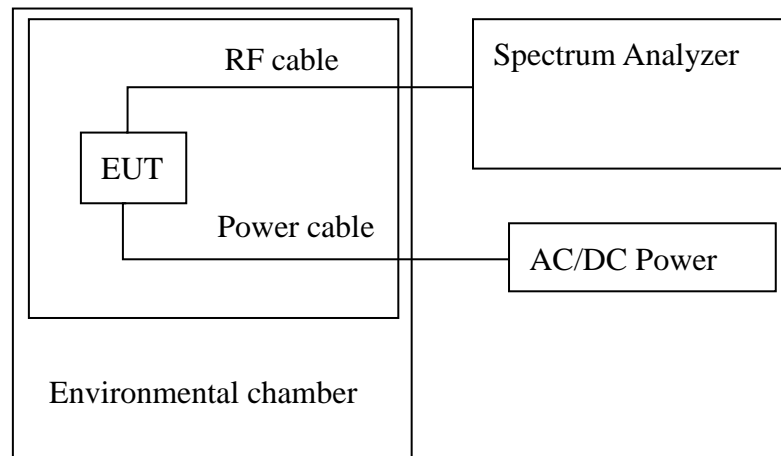 RF cable
Spectrum Analyzer
EUT
Power cable
AC/DC Power
Environmental chamber